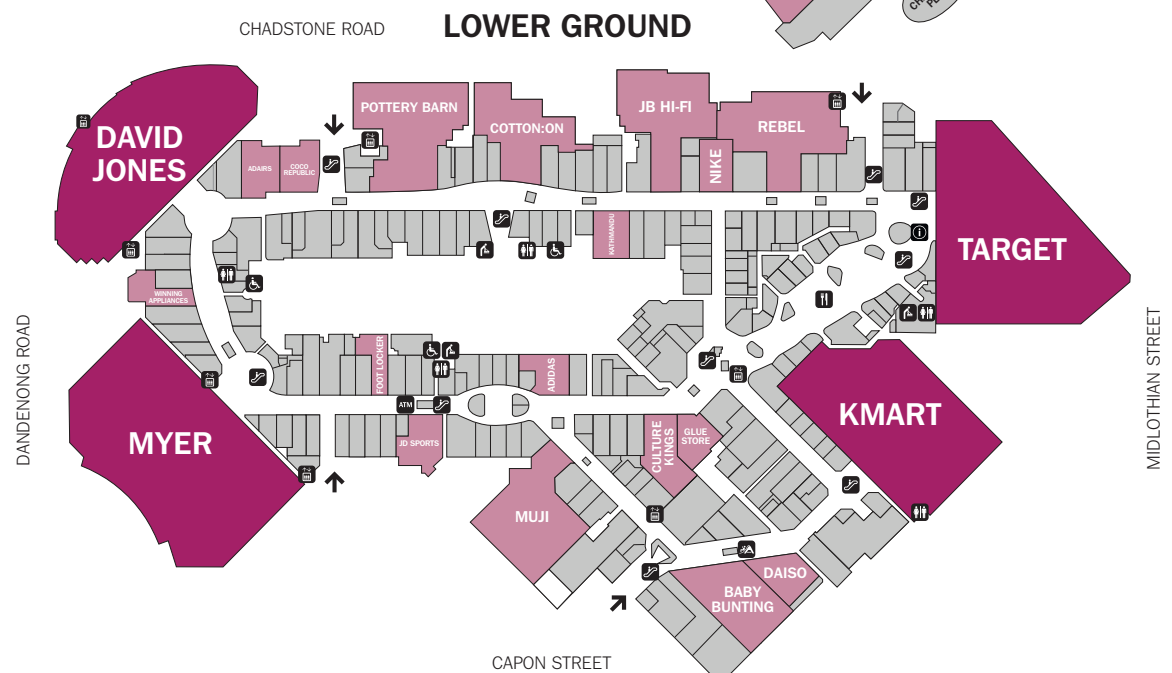 LOWER GROUND
CHADSTONE ROAD
DAVID
JONES
ADAIRS
COCO
REPUBLIC
POTTERY BARN
COTTON:ON
JB HI-FI
NIKE
REBEL
TARGET
KATHMANDU
WINNING
APPLIANCES
DANDENONG ROAD
MIDLOTHIAN STREET
FOOT LOCKER
ADIDAS
ATM
MYER
JD SPORTS
CULTURE
KINGS
GLUE
STORE
KMART
MUJI
DAISO
BABY
BUNTING
CAPON STREET